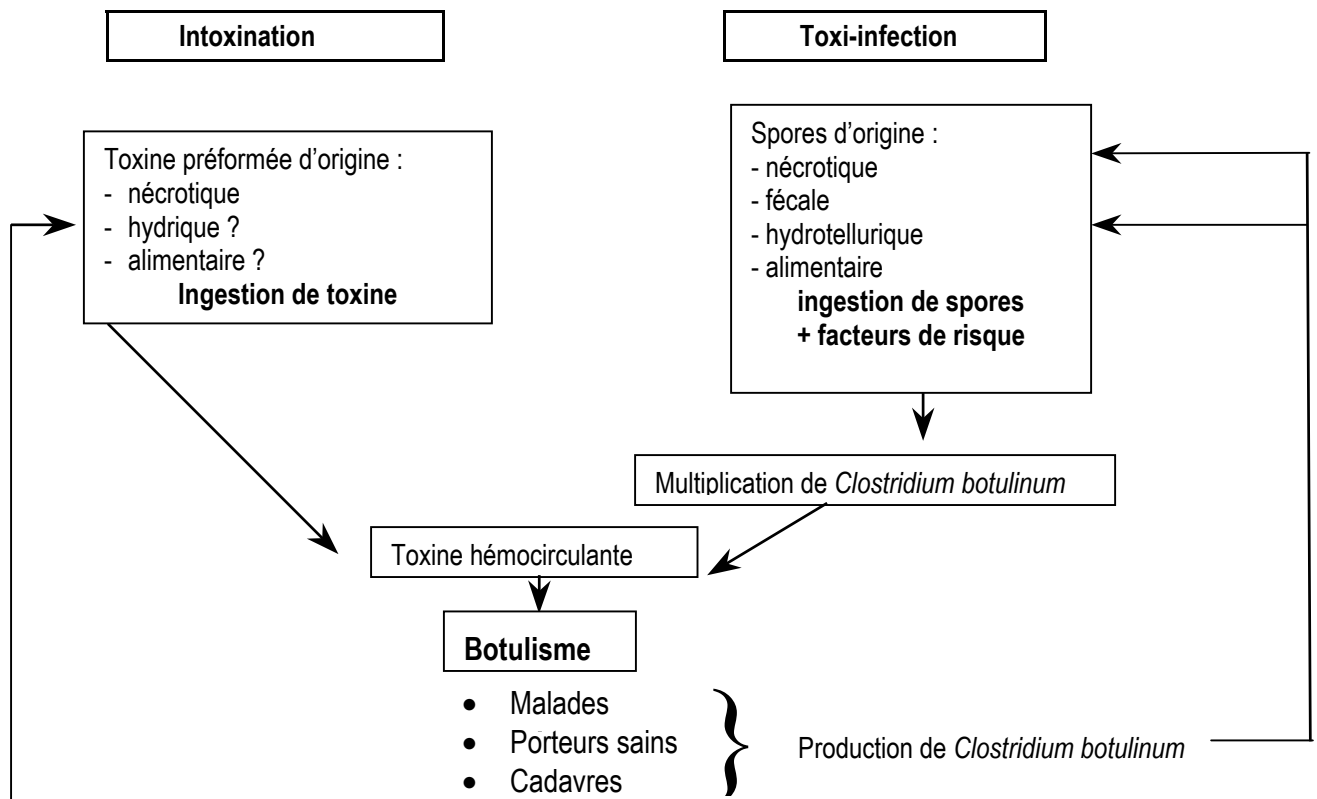 Intoxination
Toxi-infection
Toxine préformée d'origine :
- nécrotique
- hydrique ?
- alimentaire ?
Ingestion de toxine
Spores d'origine :
- nécrotique
- fécale
- hydrotellurique
- alimentaire
ingestion de spores
+ facteurs de risque
Multiplication de Clostridium botulinum
Toxine hémocirculante
Botulisme
• Malades
• Porteurs sains
• Cadavres
Production de Clostridium botulinum